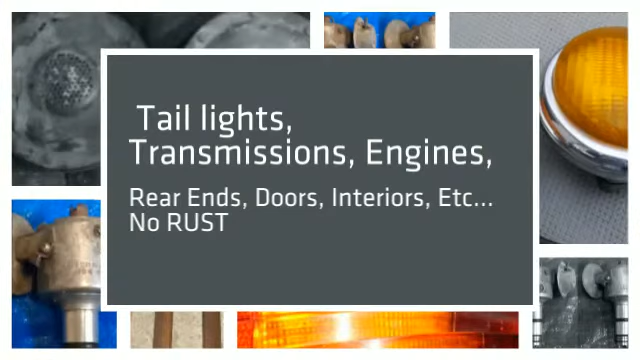 Tail lights,
Transmissions, Engines,
Rear Ends, Doors, Interiors, Etc...
No RUST